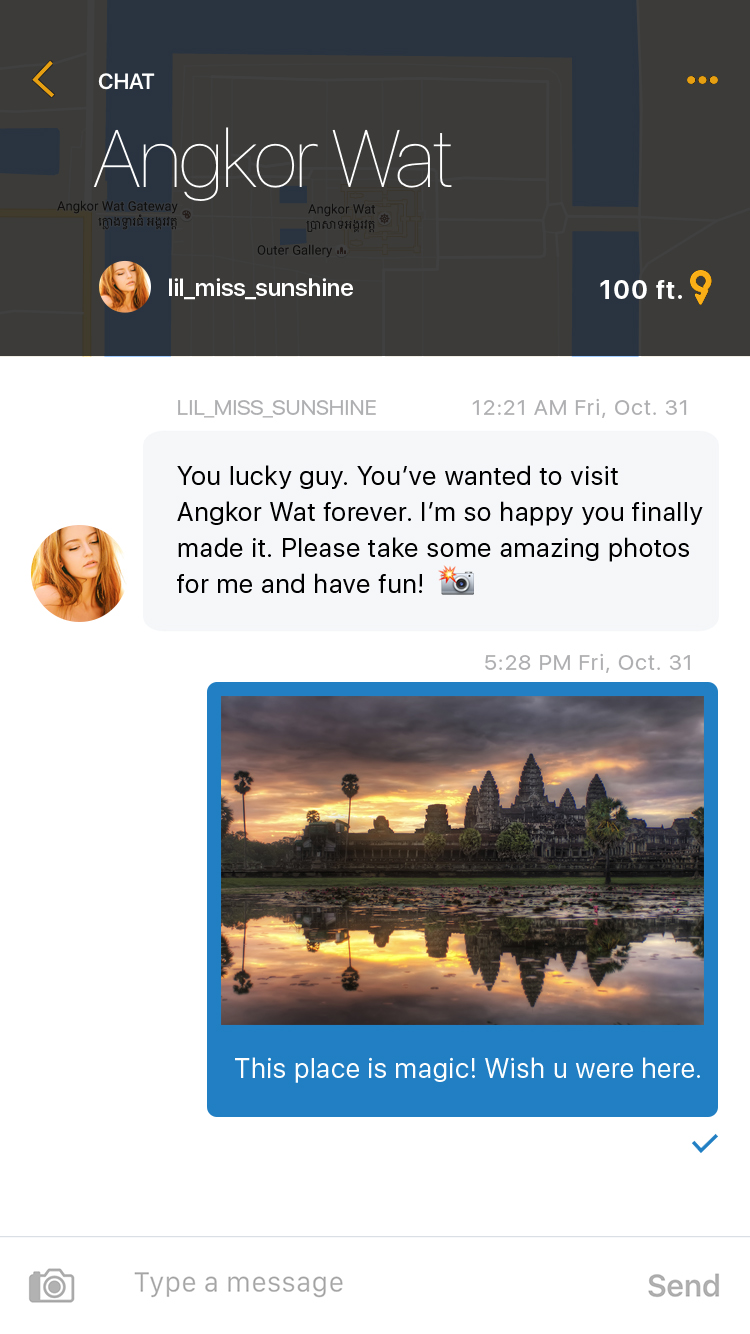 CHAT
Angkor Wat
Angkor Wat Gateway
ក្លោងទ្វារធំ អង្គរវត្ត
Angkor Wat
ប្រាសាទអង្គរវត្ត
Outer Gallery
lil_miss_sunshine
100 ft.
LIL_MISS_SUNSHINE 12:21 AM Fri, Oct. 31
You lucky guy. You’ve wanted to visit
Angkor Wat forever. I’m so happy you finally
made it. Please take some amazing photos
for me and have fun!
5:28 PM Fri, Oct. 31
This place is magic! Wish u were here.
Type a message
Send